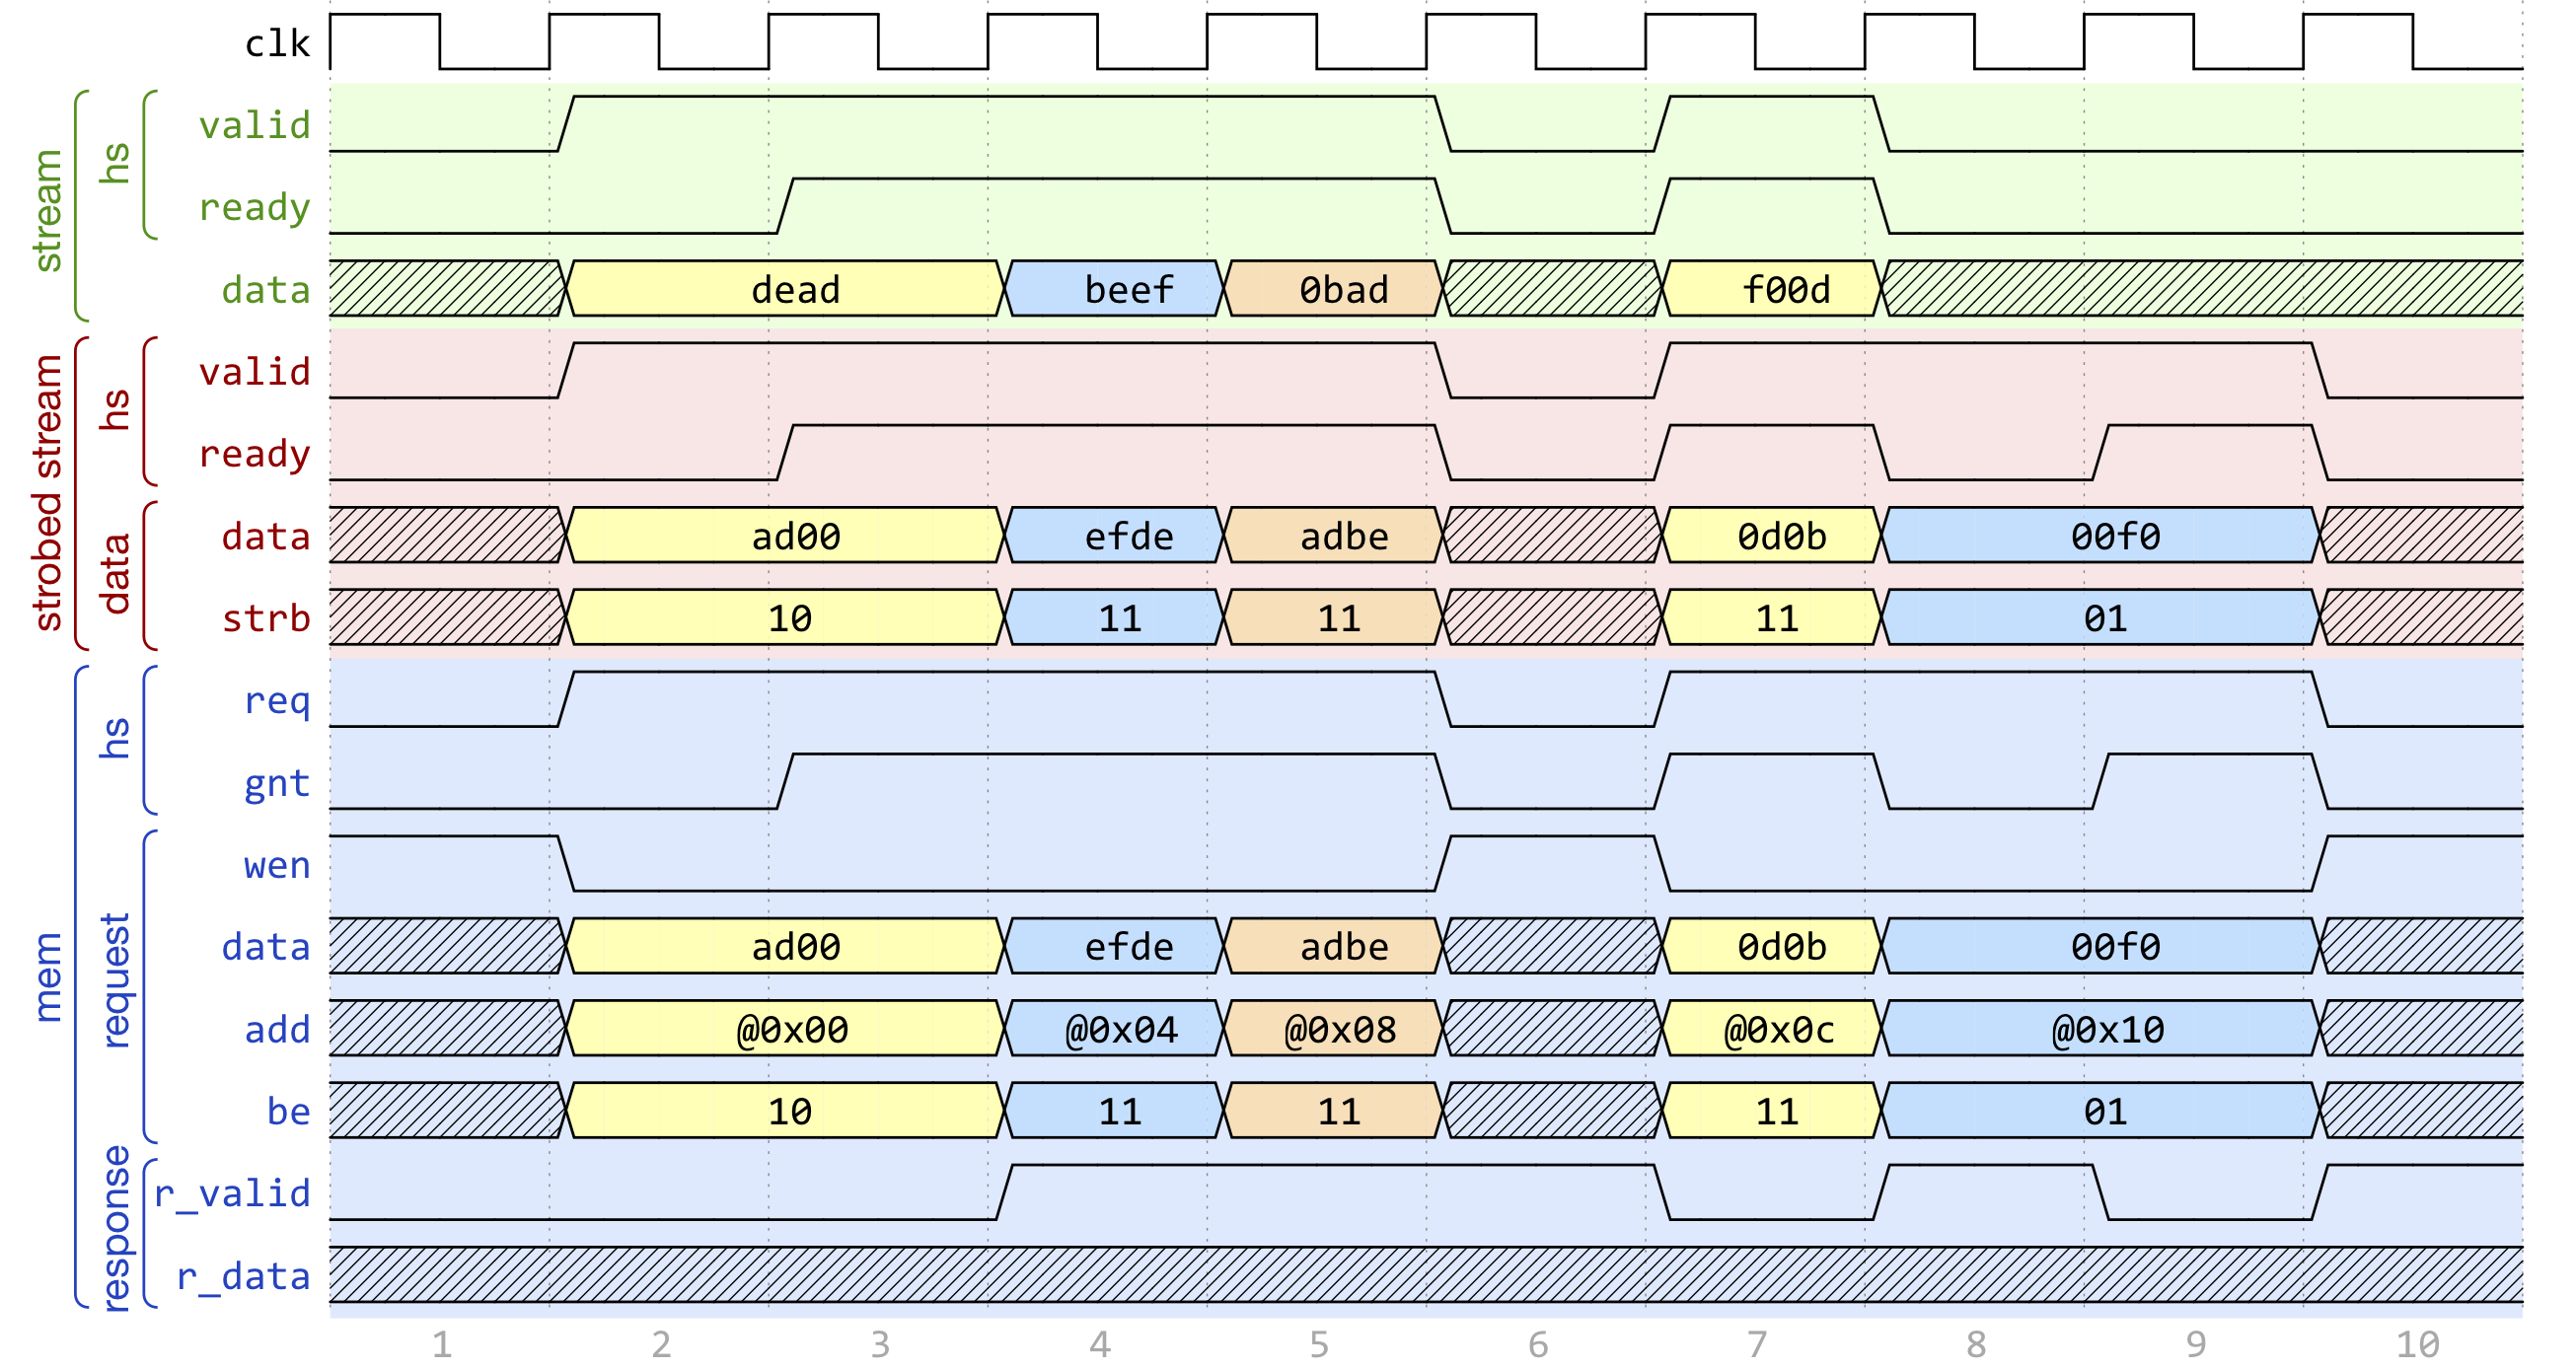 clk
stream
hs
valid
ready
data dead beef 0bad f00d
strobed stream
hs
valid
ready
data
data ad00 efde adbe 0d0b 00f0
strb 10 11 11 11 01
mem
hs
req
gnt
request
wen
data ad00 efde adbe 0d0b 00f0
add @0x00 @0x04 @0x08 @0x0c @0x10
be 10 11 11 11 01
response
r_valid
r_data
1 2 3 4 5 6 7 8 9 10